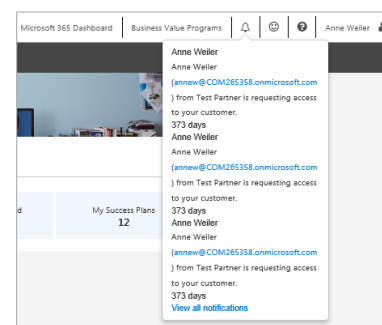 Microsoft 365 Dashboard Business Value Programs Anne Weiler
Anne Weiler
Anne Weiler
(annew@COM265358.onmicrosoft.com
) from Test Partner is requesting access
to your customer.
373 days
Anne Weiler
Anne Weiler
(annew@COM265358.onmicrosoft.com
) from Test Partner is requesting access
to your customer.
373 days
Anne Weiler
Anne Weiler
(annew@COM265358.onmicrosoft.com
) from Test Partner is requesting access
to your customer.
373 days
View all notifications
d My Success Plans
12